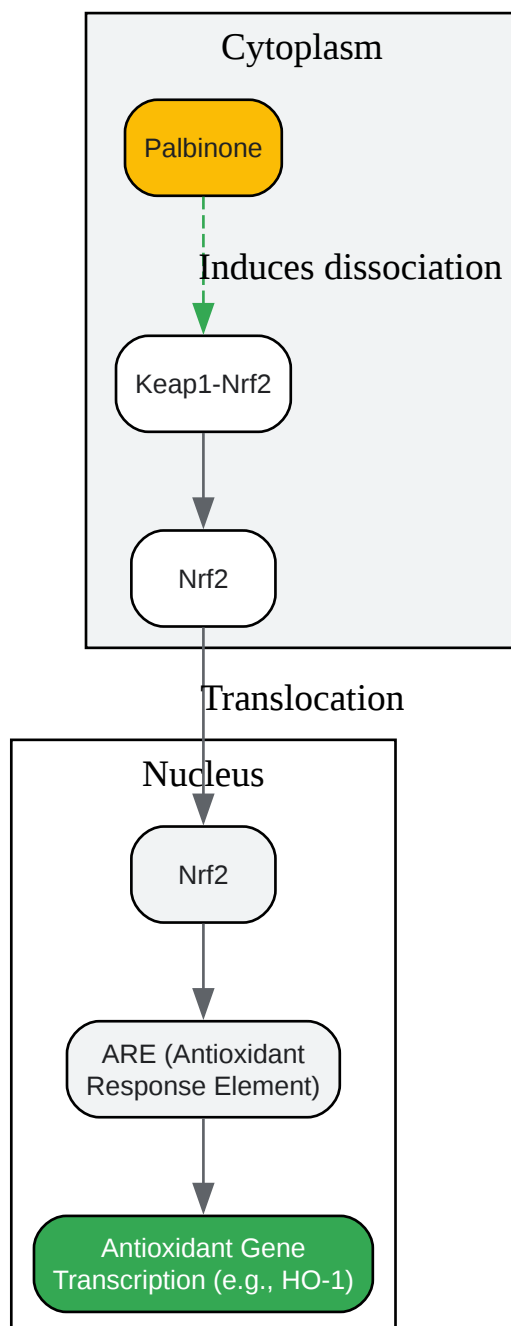 Cytoplasm
Palbinone
Induces dissociation
Keap1-Nrf2
Nrf2
Translocation
Nucleus
Nrf2
ARE (Antioxidant
Response Element)
Antioxidant Gene
Transcription (e.g., HO-1)